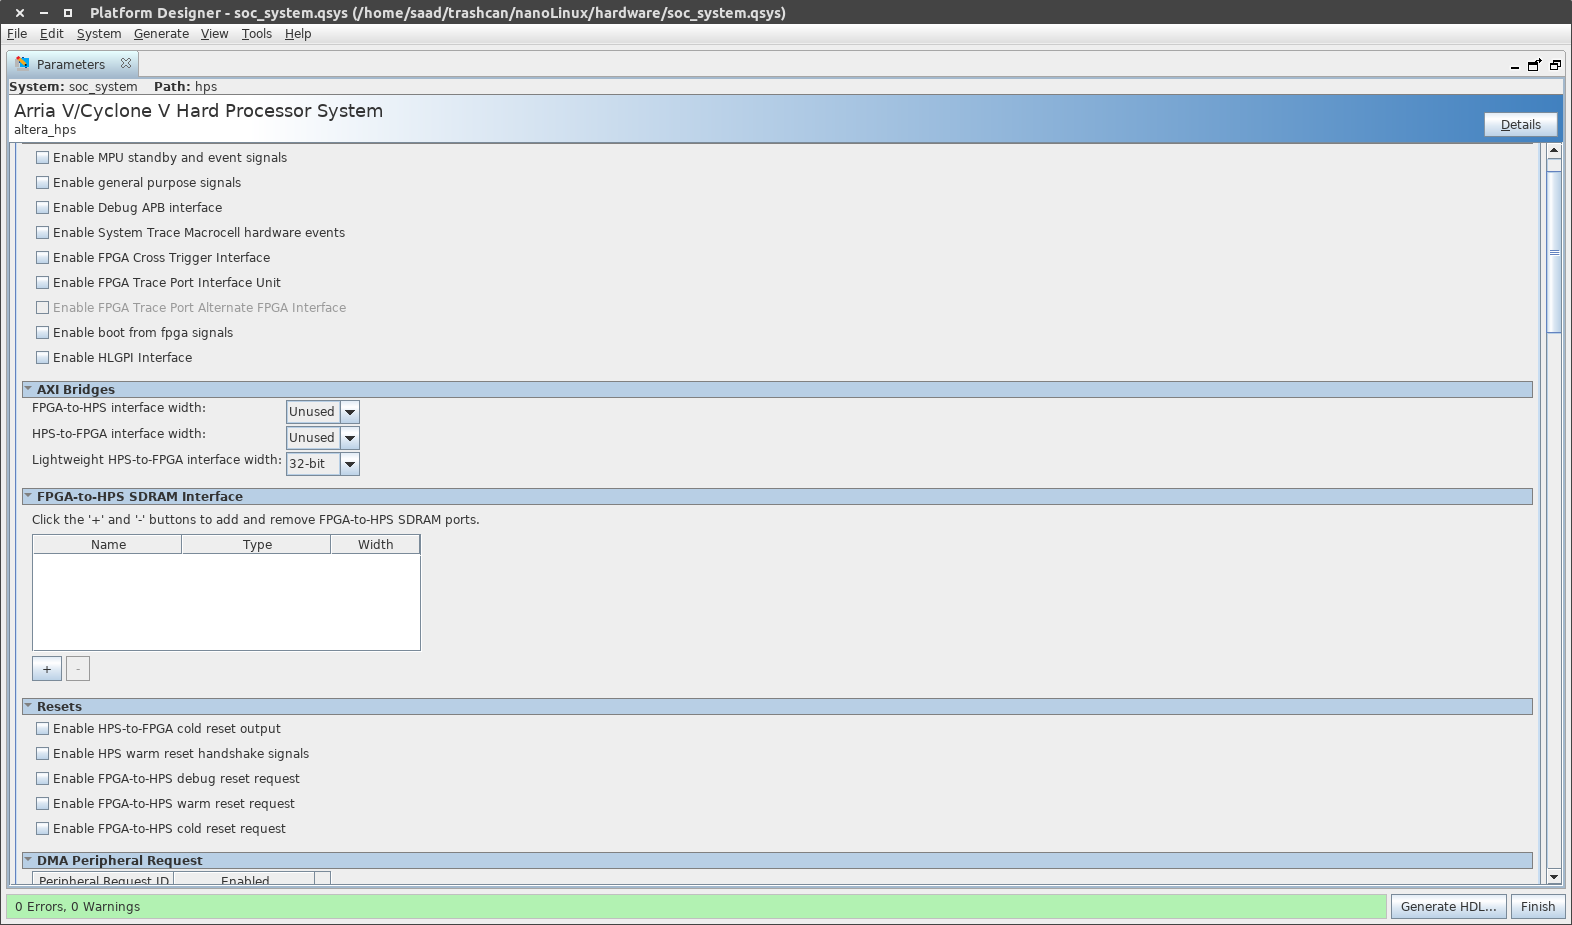 Platform Designer - soc_system.qsys (/home/saad/trashcan/nanoLinux/hardware/soc_system.qsys)
File Edit System Generate View Tools Help
Parameters
System: soc_system Path: hps
Arria V/Cyclone V Hard Processor System
altera_hps
Details
Enable MPU standby and event signals
Enable general purpose signals
Enable Debug APB interface
Enable System Trace Macrocell hardware events
Enable FPGA Cross Trigger Interface
Enable FPGA Trace Port Interface Unit
Enable FPGA Trace Port Alternate FPGA Interface
Enable boot from fpga signals
Enable HLGPI Interface
AXI Bridges
FPGA-to-HPS interface width: Unused
HPS-to-FPGA interface width: Unused
Lightweight HPS-to-FPGA interface width: 32-bit
FPGA-to-HPS SDRAM Interface
Click the '+' and '-' buttons to add and remove FPGA-to-HPS SDRAM ports.
Name Type Width
+ -
Resets
Enable HPS-to-FPGA cold reset output
Enable HPS warm reset handshake signals
Enable FPGA-to-HPS debug reset request
Enable FPGA-to-HPS warm reset request
Enable FPGA-to-HPS cold reset request
DMA Peripheral Request
Peripheral Request ID Enabled
0 Errors, 0 Warnings
Generate HDL... Finish